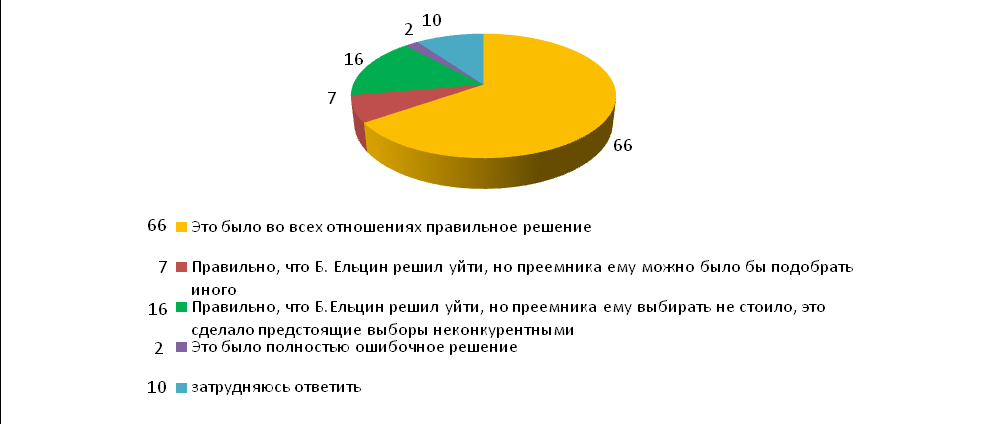 10
2
16
7
66
66 Это было во всех отношениях правильное решение
7 Правильно, что Б. Ельцин решил уйти, но преемника ему можно было бы подобрать
иного
16 Правильно, что Б.Ельцин решил уйти, но преемника ему выбирать не стоило, это
сделало предстоящие выборы неконкурентными
2 Это было полностью ошибочное решение
10 затрудняюсь ответить